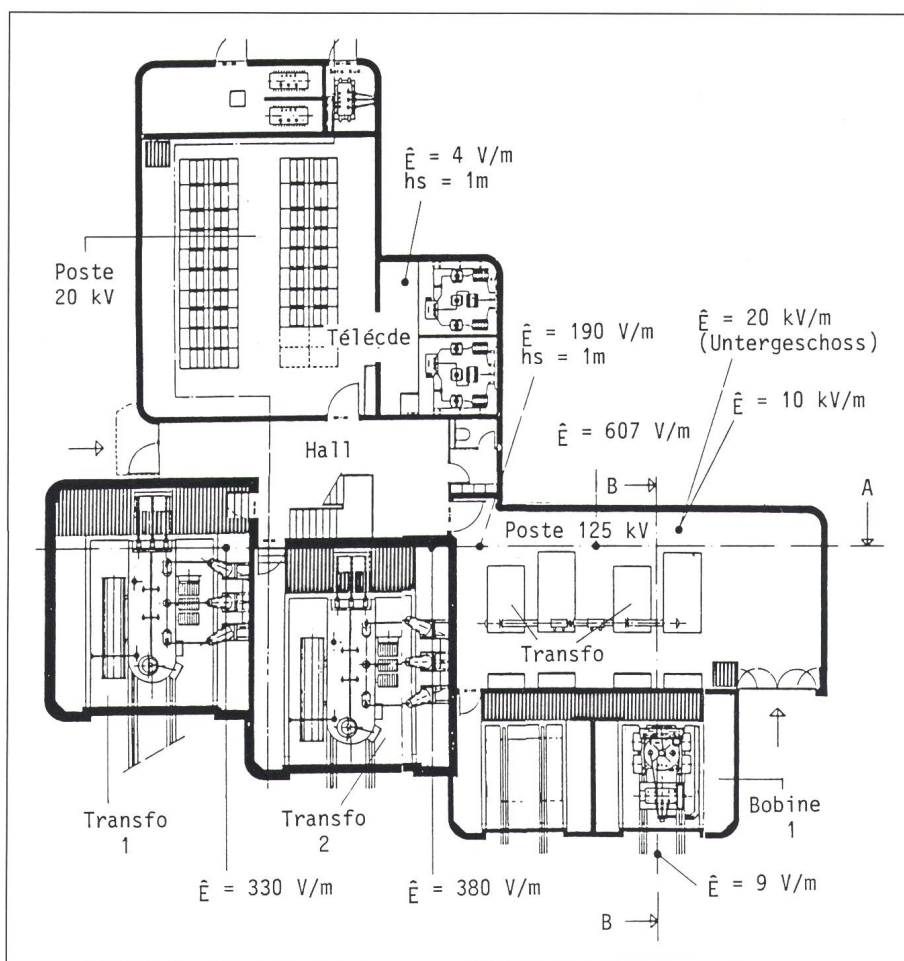 Ê = 4 V/m
hs = 1m
Poste
20 kV
Télécde
Ê = 190 V/m
hs = 1m
Ê = 20 kV/m
(Untergeschoss)
Ê = 10 kV/m
Ê = 607 V/m
Hall
B
A
Poste 125 kV
Transfo
Transfo
1
Transfo
2
Bobine
1
Ê = 330 V/m
Ê = 380 V/m
Ê = 9 V/m
B